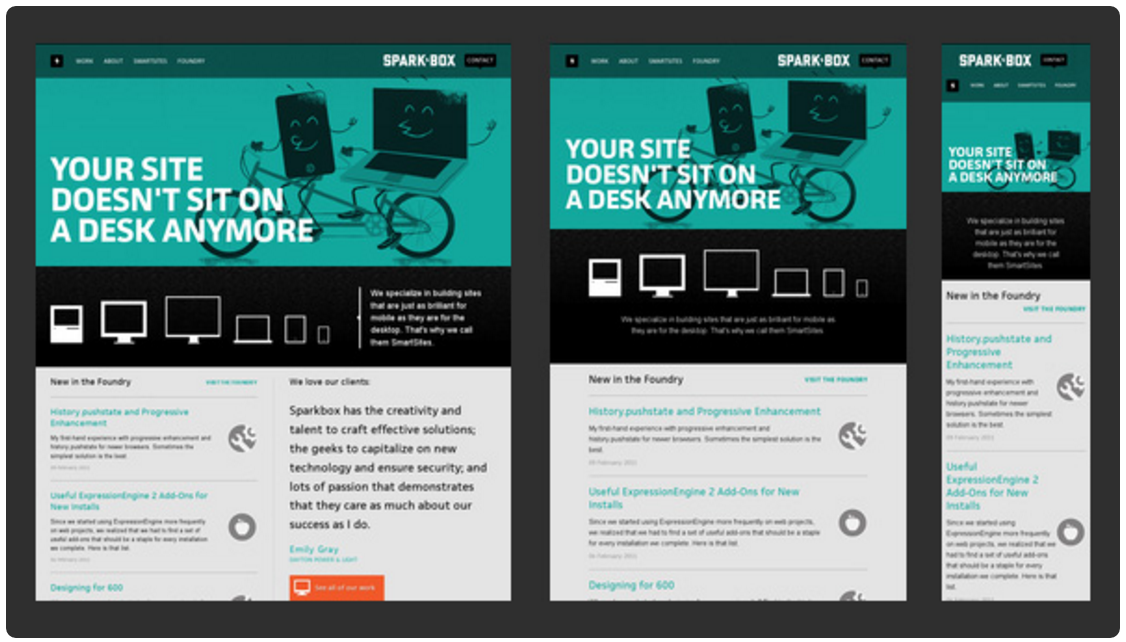 WORK ABOUT SMARTSITES FOUNDRY
SPARK·BOX CONTACT
YOUR SITE
DOESN'T SIT ON
A DESK ANYMORE
We specialize in building sites
that are just as brilliant for
mobile as they are for the
desktop. That's why we call
them SmartSites.
New in the Foundry VISIT THE FOUNDRY
History.pushstate and Progressive
Enhancement
My first-hand experience with progressive enhancement and
history.pushstate for newer browsers. Sometimes the
simplest solution is the best.
09 February 2011
Useful ExpressionEngine 2 Add-Ons for
New Installs
Since we started using ExpressionEngine more frequently
on web projects, we realized that we had to find a set of
useful add-ons that should be a staple for every installation
we complete. Here is that list.
Designing for 600
We love our clients:
Sparkbox has the creativity and
talent to craft effective solutions;
the geeks to capitalize on new
technology and ensure security; and
lots of passion that demonstrates
that they care as much about our
success as I do.
Emily Gray
DAYTON POWER & LIGHT
See all of our work
WORK ABOUT SMARTSITES FOUNDRY
SPARK·BOX CONTACT
YOUR SITE
DOESN'T SIT ON
A DESK ANYMORE
We specialize in building sites that are just as brilliant for mobile as
they are for the desktop. That's why we call them SmartSites
New in the Foundry VISIT THE FOUNDRY
History.pushstate and Progressive Enhancement
My first-hand experience with progressive enhancement and
history.pushstate for newer browsers. Sometimes the simplest solution is the
best.
09 February 2011
Useful ExpressionEngine 2 Add-Ons for New
Installs
Since we started using ExpressionEngine more frequently on web projects,
we realized that we had to find a set of useful add-ons that should be a staple
for every installation we complete. Here is that list.
Designing for 600
SPARK·BOX CONTACT
WORK ABOUT SMARTSITES FOUNDRY
YOUR SITE
DOESN'T SIT ON
A DESK ANYMORE
We specialize in building sites
that are just as brilliant for
mobile as they are for the
desktop. That's why we call
them SmartSites
New in the Foundry
VISIT THE FOUNDRY
History.pushstate and
Progressive
Enhancement
My first-hand experience with
progressive enhancement and
history.pushstate for newer
browsers. Sometimes the simplest
solution is the best.
09 February 2011
Useful
ExpressionEngine 2
Add-Ons for New
Installs
Since we started using
ExpressionEngine more frequently
on web projects, we realized that we
had to find a set of useful add-ons
that should be a staple for every
installation we complete. Here is that
list.